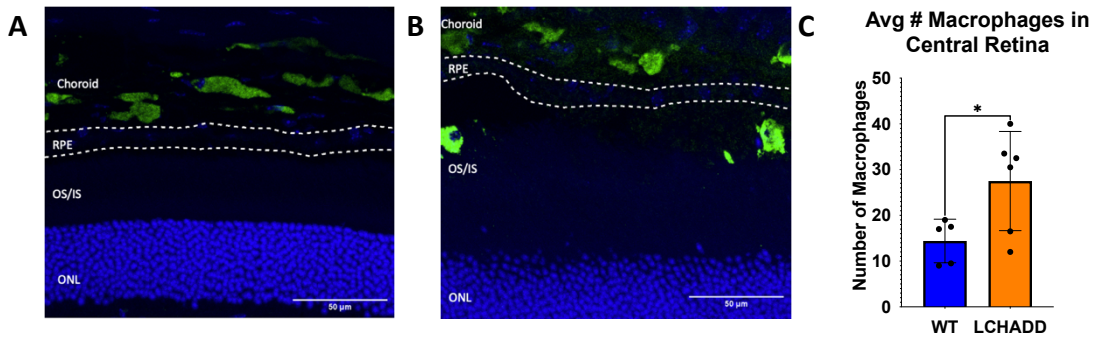 A
Choroid
RPE
OS/IS
ONL
50 µm
B
Choroid
RPE
OS/IS
ONL
50 µm
C
Avg # Macrophages in
Central Retina
Number of Macrophages
50
40
30
20
10
0
*
WT LCHADD